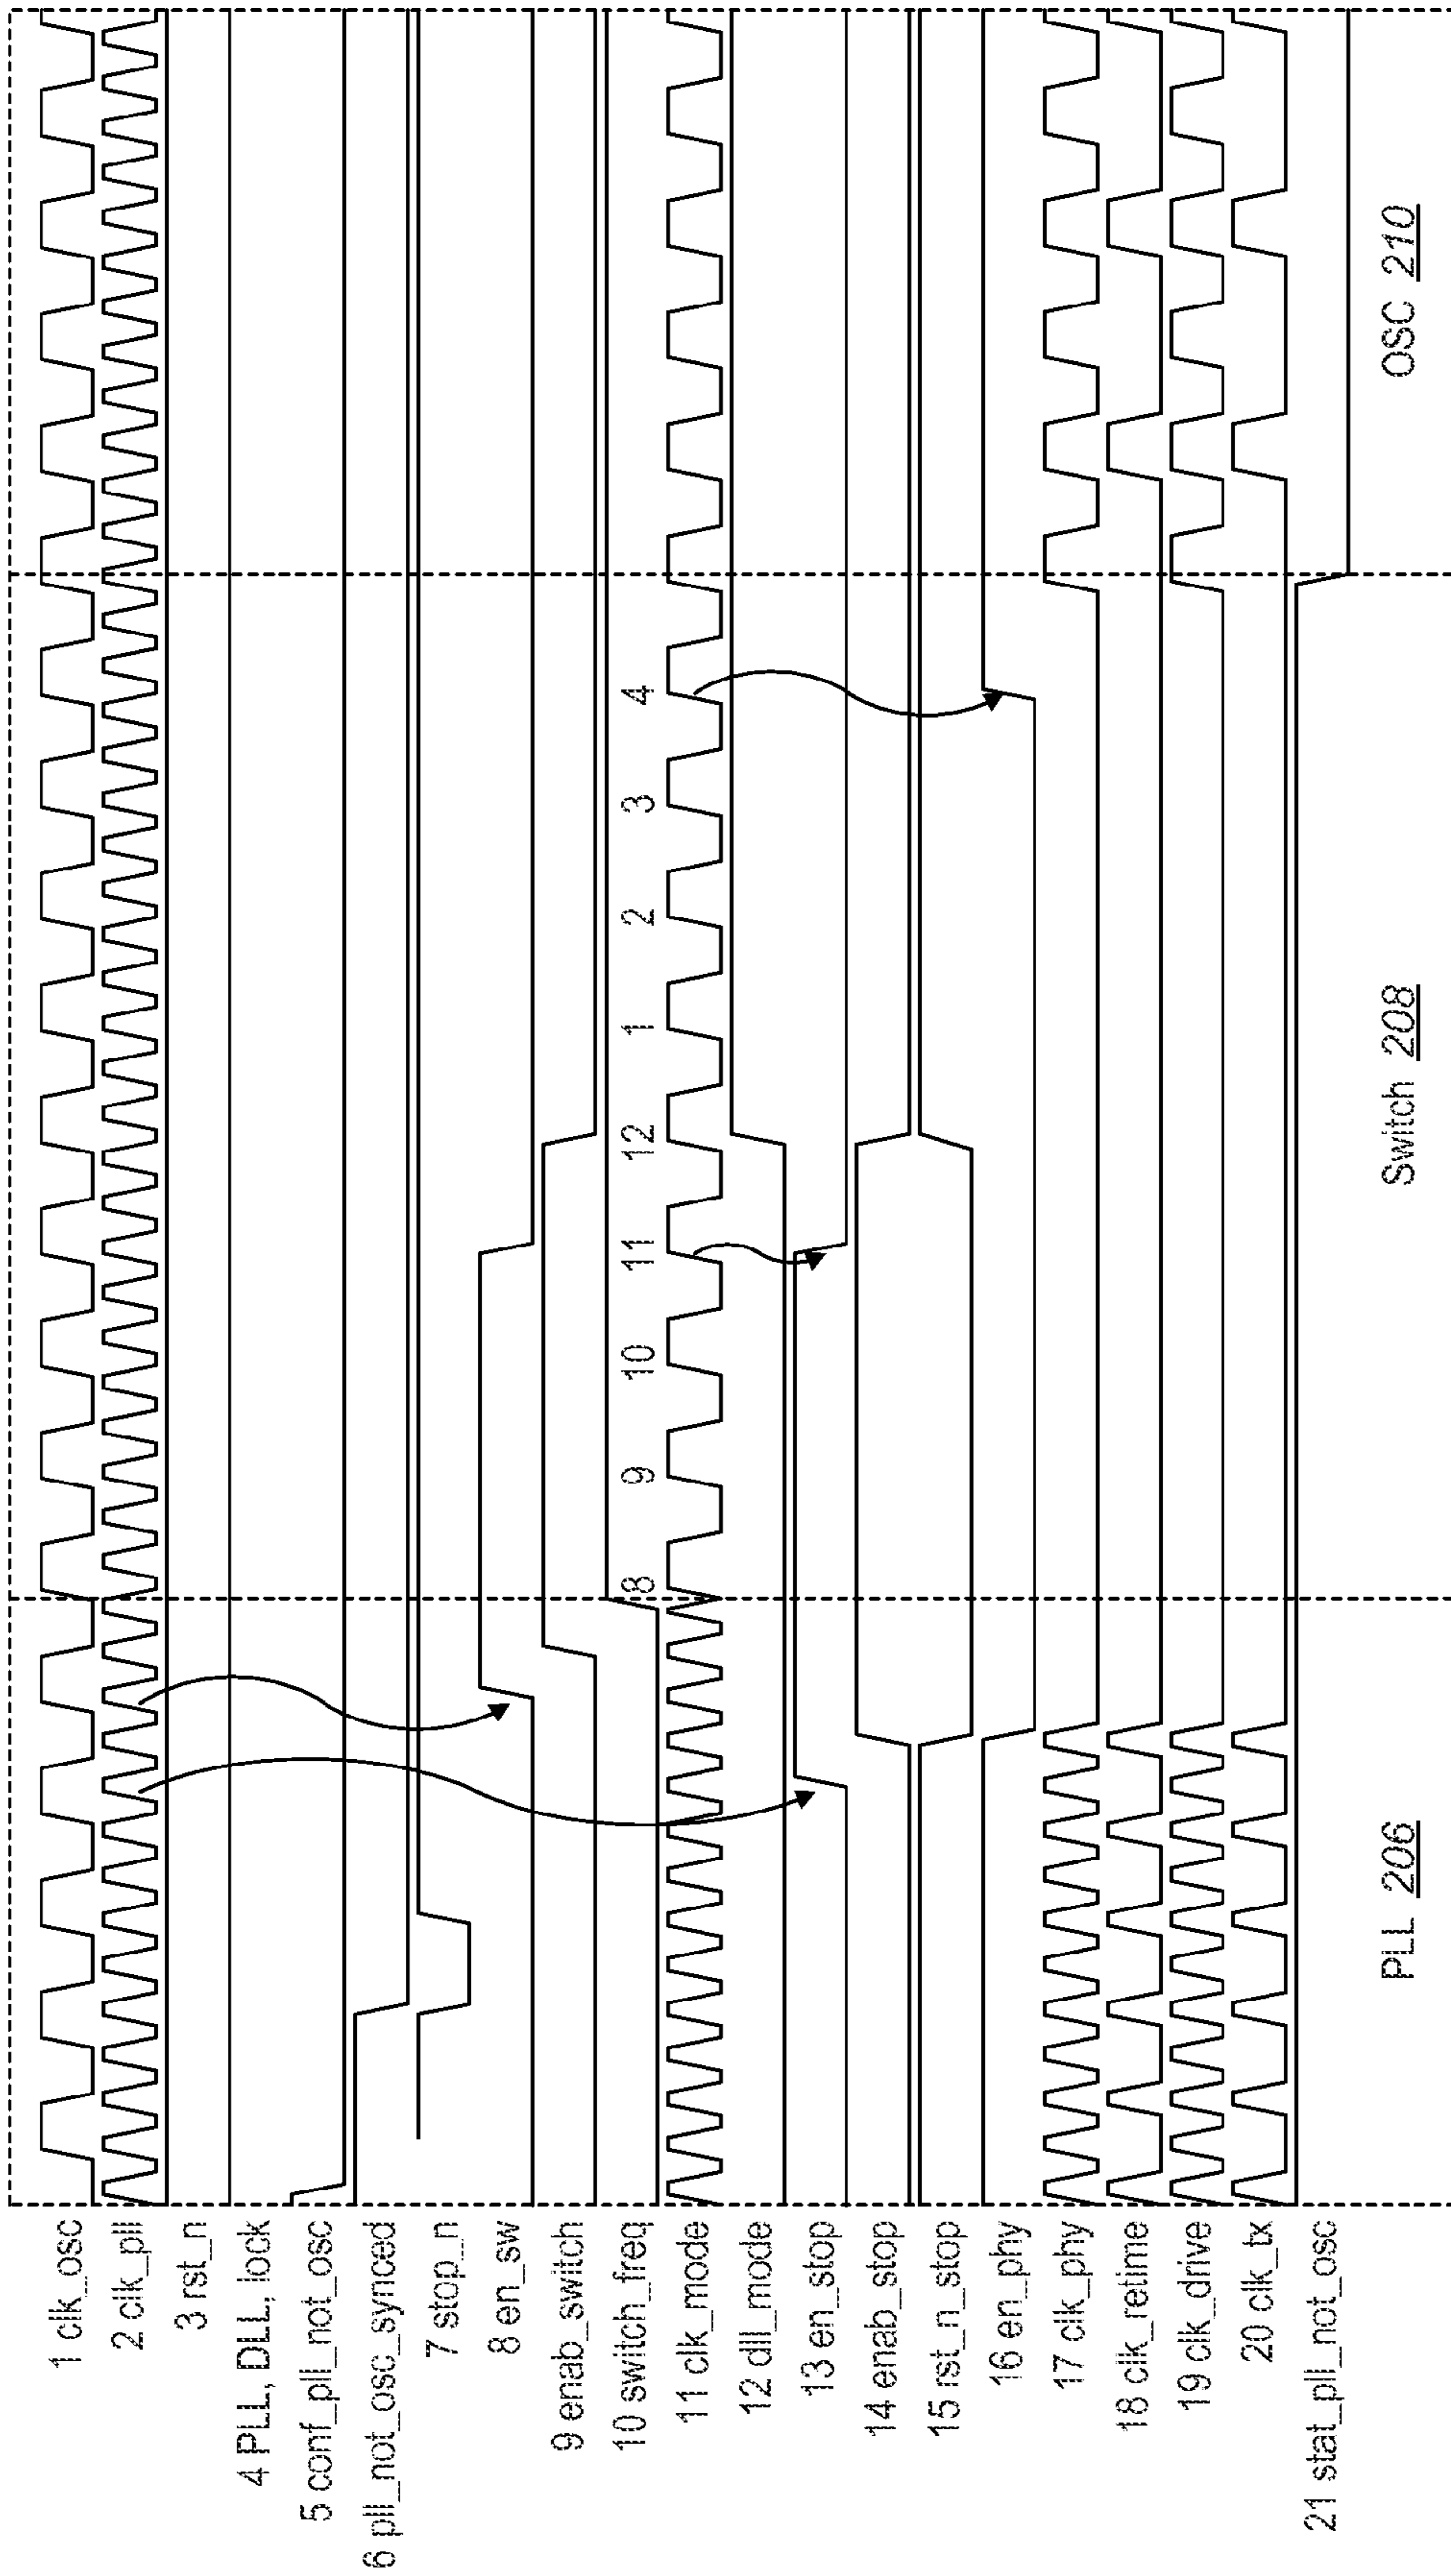 1 clk_osc
2 clk_pll
3 rst_n
4 PLL, DLL, lock
5 conf_pll_not_osc
6 pll_not_osc_synced
7 stop_n
8 en_sw
9 enab_switch
10 switch_freq
8 9 10 11 12 1 2 3 4
11 clk_mode
12 dll_mode
13 en_stop
14 enab_stop
15 rst_n_stop
16 en_phy
17 clk_phy
18 clk_retime
19 clk_drive
20 clk_tx
21 stat_pll_not_osc
PLL 206
Switch 208
OSC 210